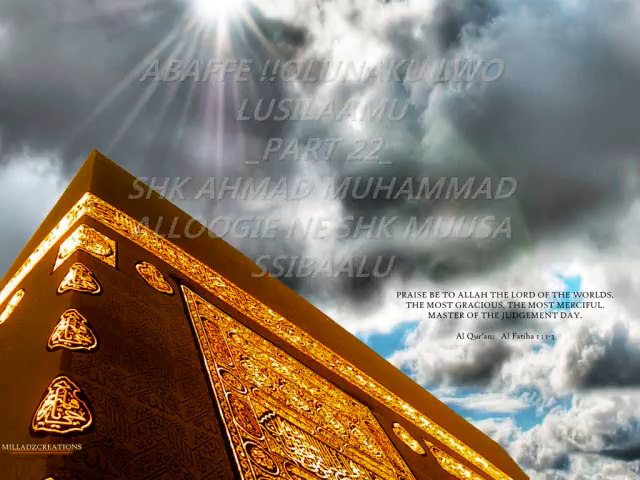 ABAFFE !!OLUNAKU LWO
LUSILAAMU
_PART 22_
SHK AHMAD MUHAMMAD
ALLOOGIE NE SHK MUUSA
SSIBAALU
PRAISE BE TO ALLAH THE LORD OF THE WORLDS.
THE MOST GRACIOUS, THE MOST MERCIFUL.
MASTER OF THE JUDGEMENT DAY.
Al Qur'an: Al Fatiha 1: 1-3
MILLADZCREATIONS